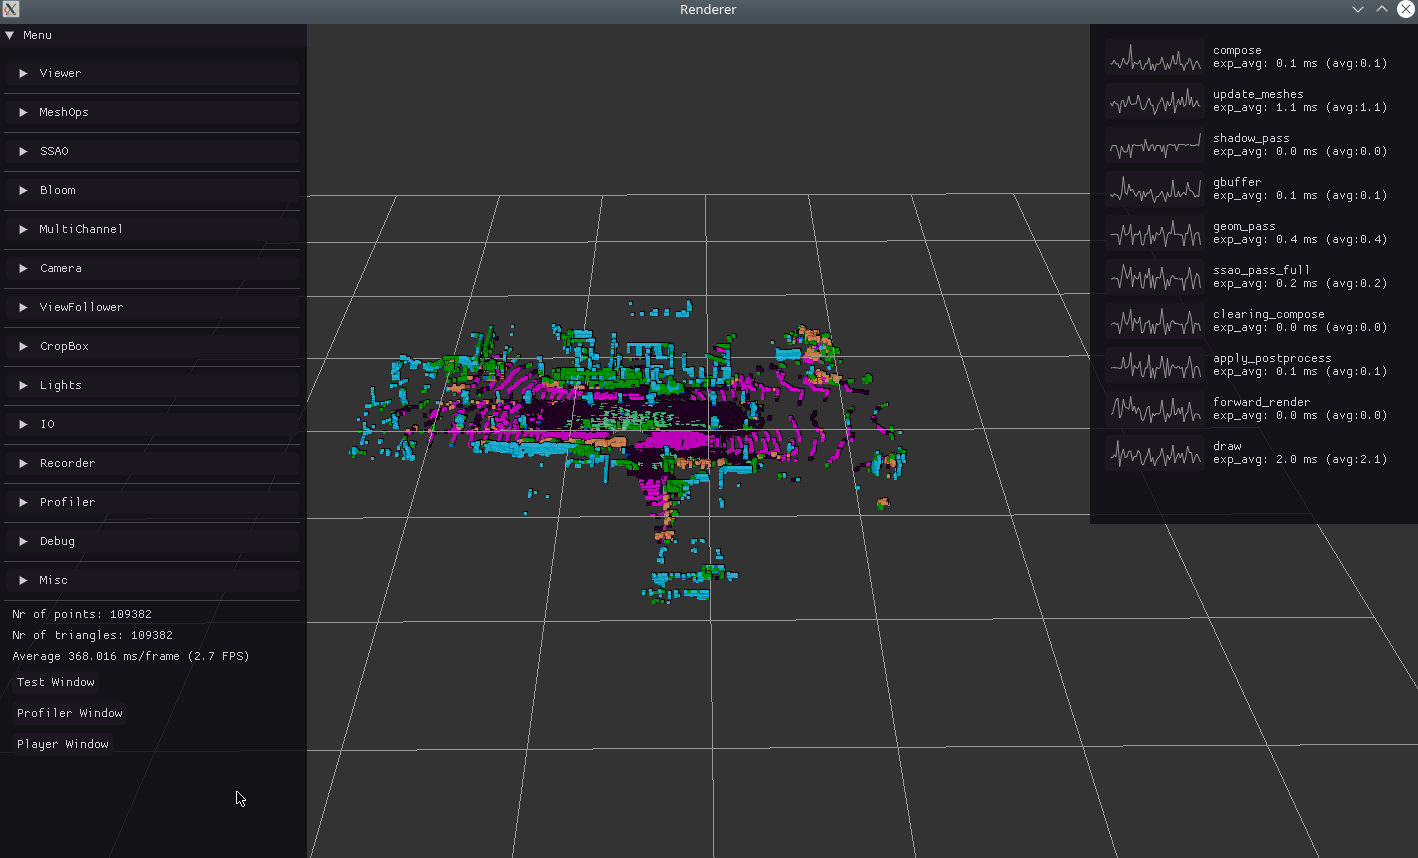 Renderer
Menu
Viewer
MeshOps
SSAO
Bloom
MultiChannel
Camera
ViewFollower
CropBox
Lights
IO
Recorder
Profiler
Debug
Misc
Nr of points: 109382
Nr of triangles: 109382
Average 368.016 ms/frame (2.7 FPS)
Test Window
Profiler Window
Player Window
compose
exp_avg: 0.1 ms (avg:0.1)
update_meshes
exp_avg: 1.1 ms (avg:1.1)
shadow_pass
exp_avg: 0.0 ms (avg:0.0)
gbuffer
exp_avg: 0.1 ms (avg:0.1)
geom_pass
exp_avg: 0.4 ms (avg:0.4)
ssao_pass_full
exp_avg: 0.2 ms (avg:0.2)
clearing_compose
exp_avg: 0.0 ms (avg:0.0)
apply_postprocess
exp_avg: 0.1 ms (avg:0.1)
forward_render
exp_avg: 0.0 ms (avg:0.0)
draw
exp_avg: 2.0 ms (avg:2.1)